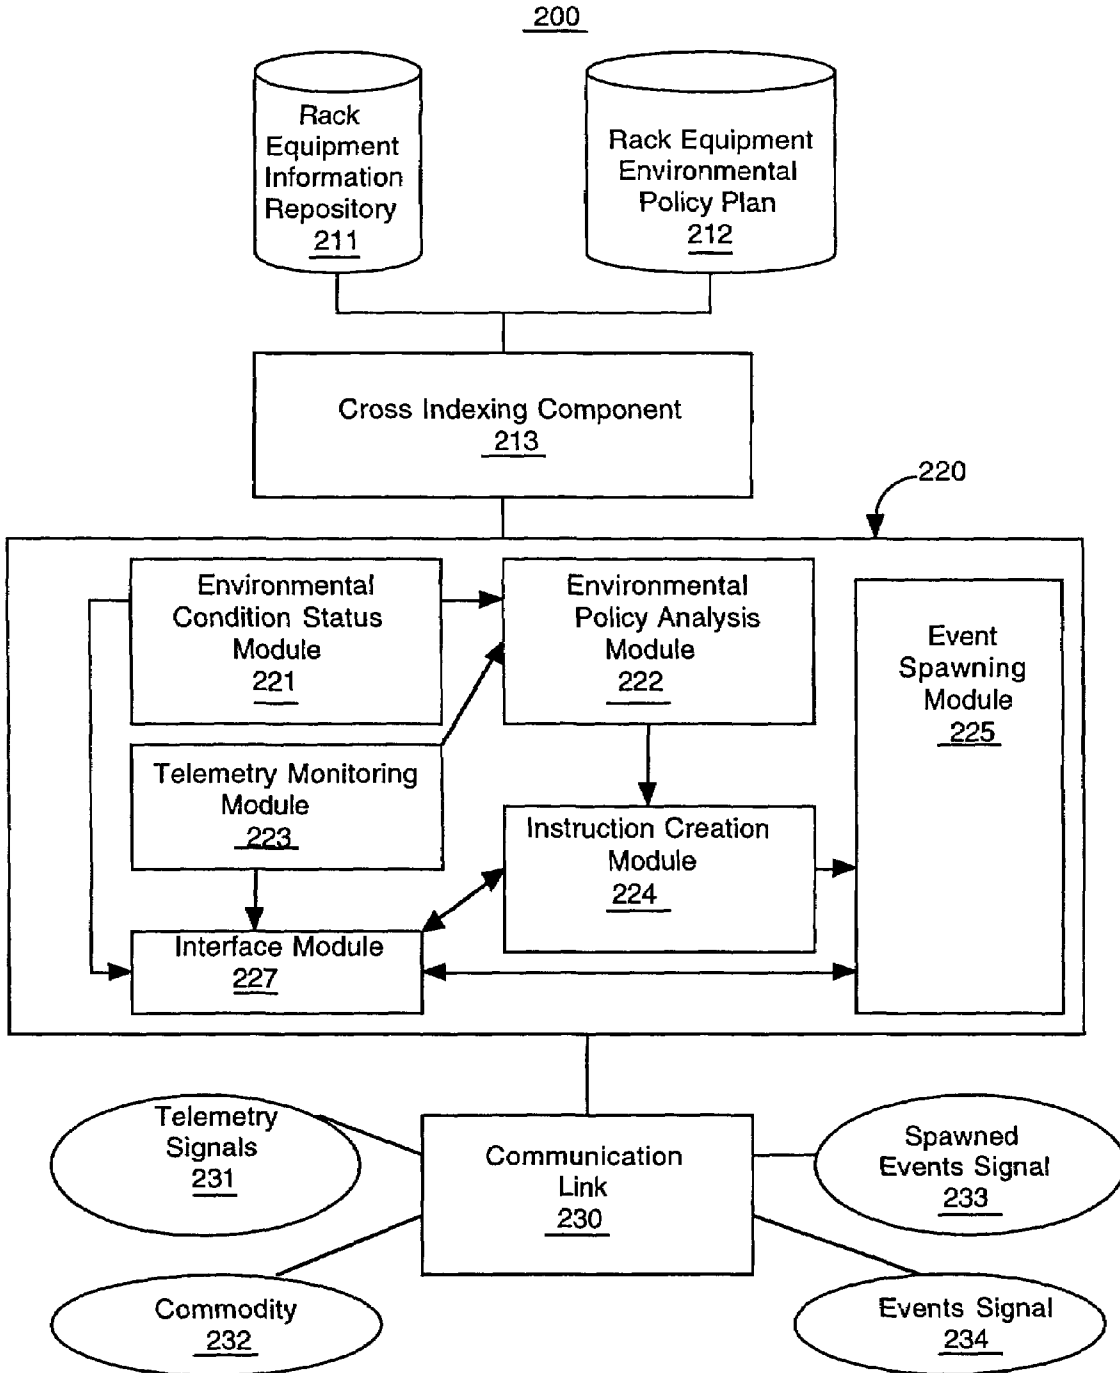 200
Rack
Equipment
Information
Repository
211
Rack Equipment
Environmental
Policy Plan
212
Cross Indexing Component
213
220
Environmental
Condition Status
Module
221
Environmental
Policy Analysis
Module
222
Event
Spawning
Module
225
Telemetry Monitoring
Module
223
Instruction Creation
Module
224
Interface Module
227
Telemetry
Signals
231
Communication
Link
230
Spawned
Events Signal
233
Commodity
232
Events Signal
234